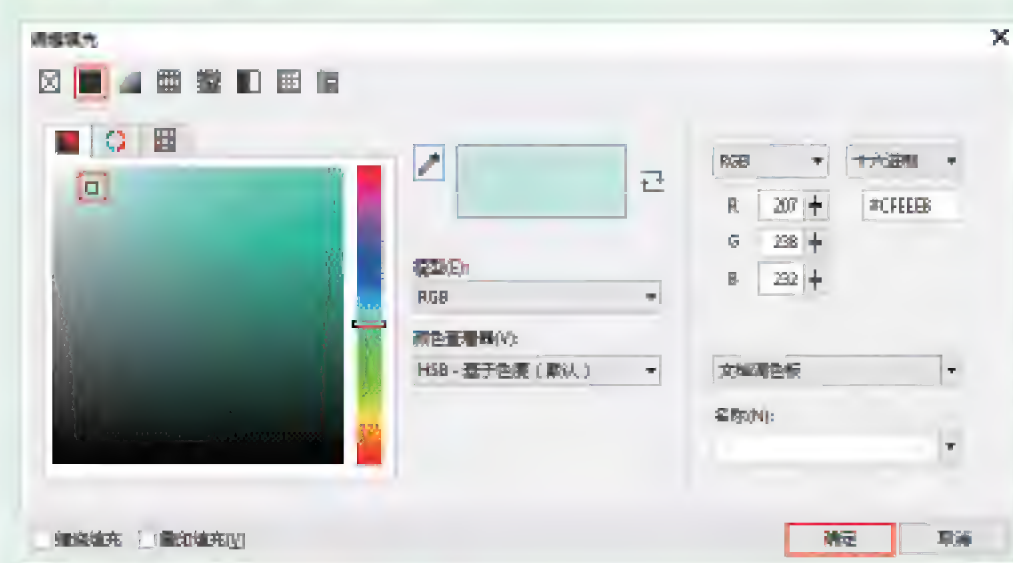 编辑填充
RGB
十六进制
R 207
#CFEEE8
G 238
B 232
模型(E):
RGB
颜色查看器(V):
HSB - 基于色度（默认）
文档调色板
名称(N):
缠绕填充
叠印填充(V)
确定
取消